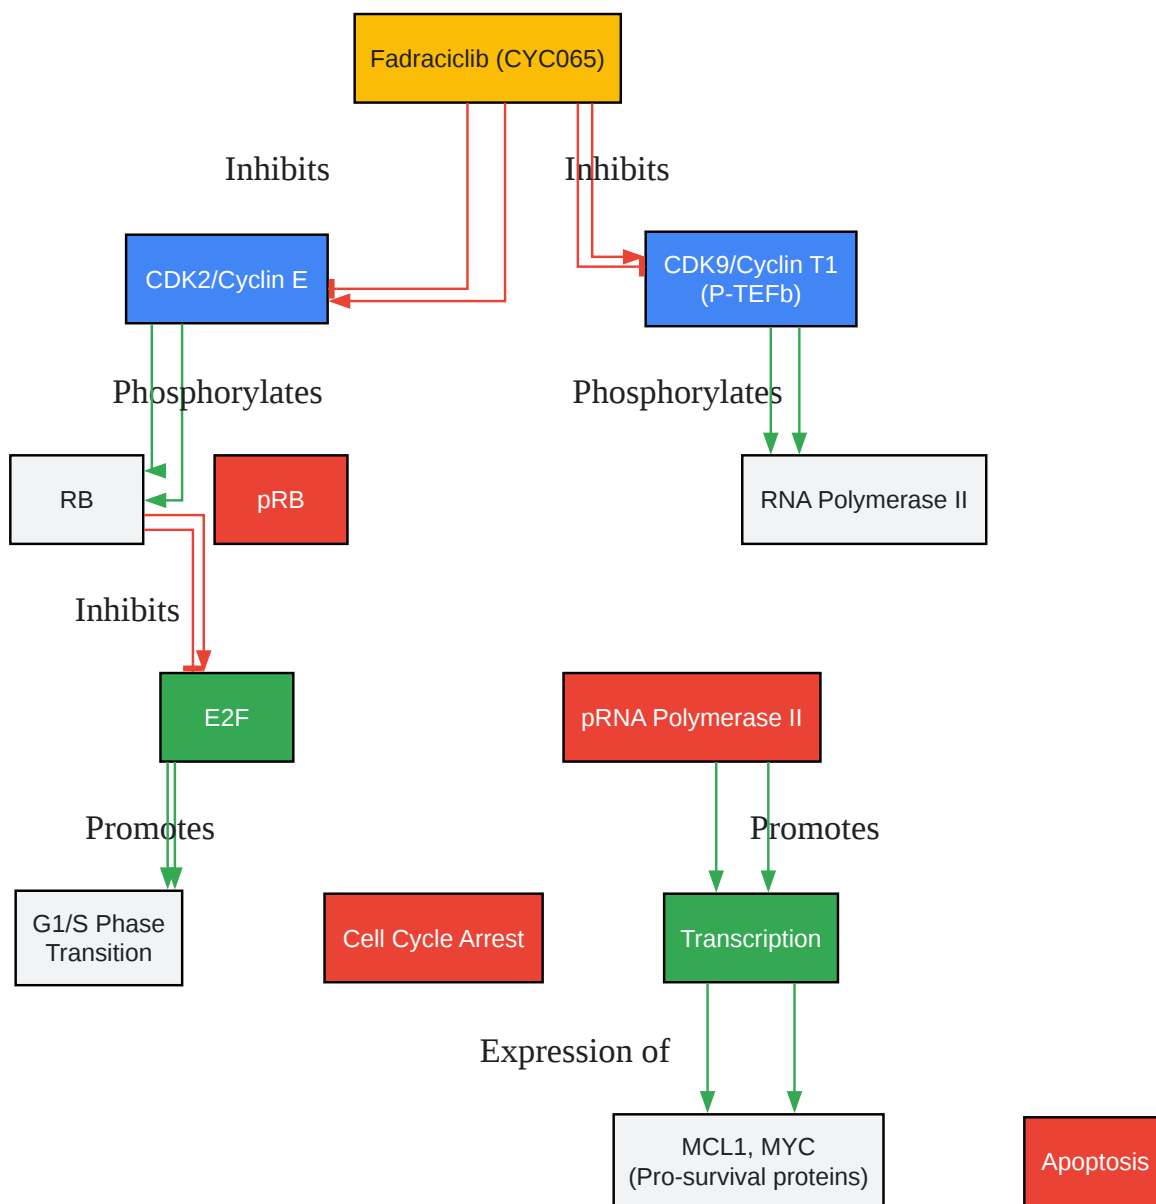 Fadraciclib (CYC065)
Inhibits
Inhibits
CDK2/Cyclin E
CDK9/Cyclin T1
(P-TEFb)
Phosphorylates
Phosphorylates
RB
pRB
RNA Polymerase II
Inhibits
E2F
pRNA Polymerase II
Promotes
Promotes
G1/S Phase
Transition
Cell Cycle Arrest
Transcription
Expression of
MCL1, MYC
(Pro-survival proteins)
Apoptosis